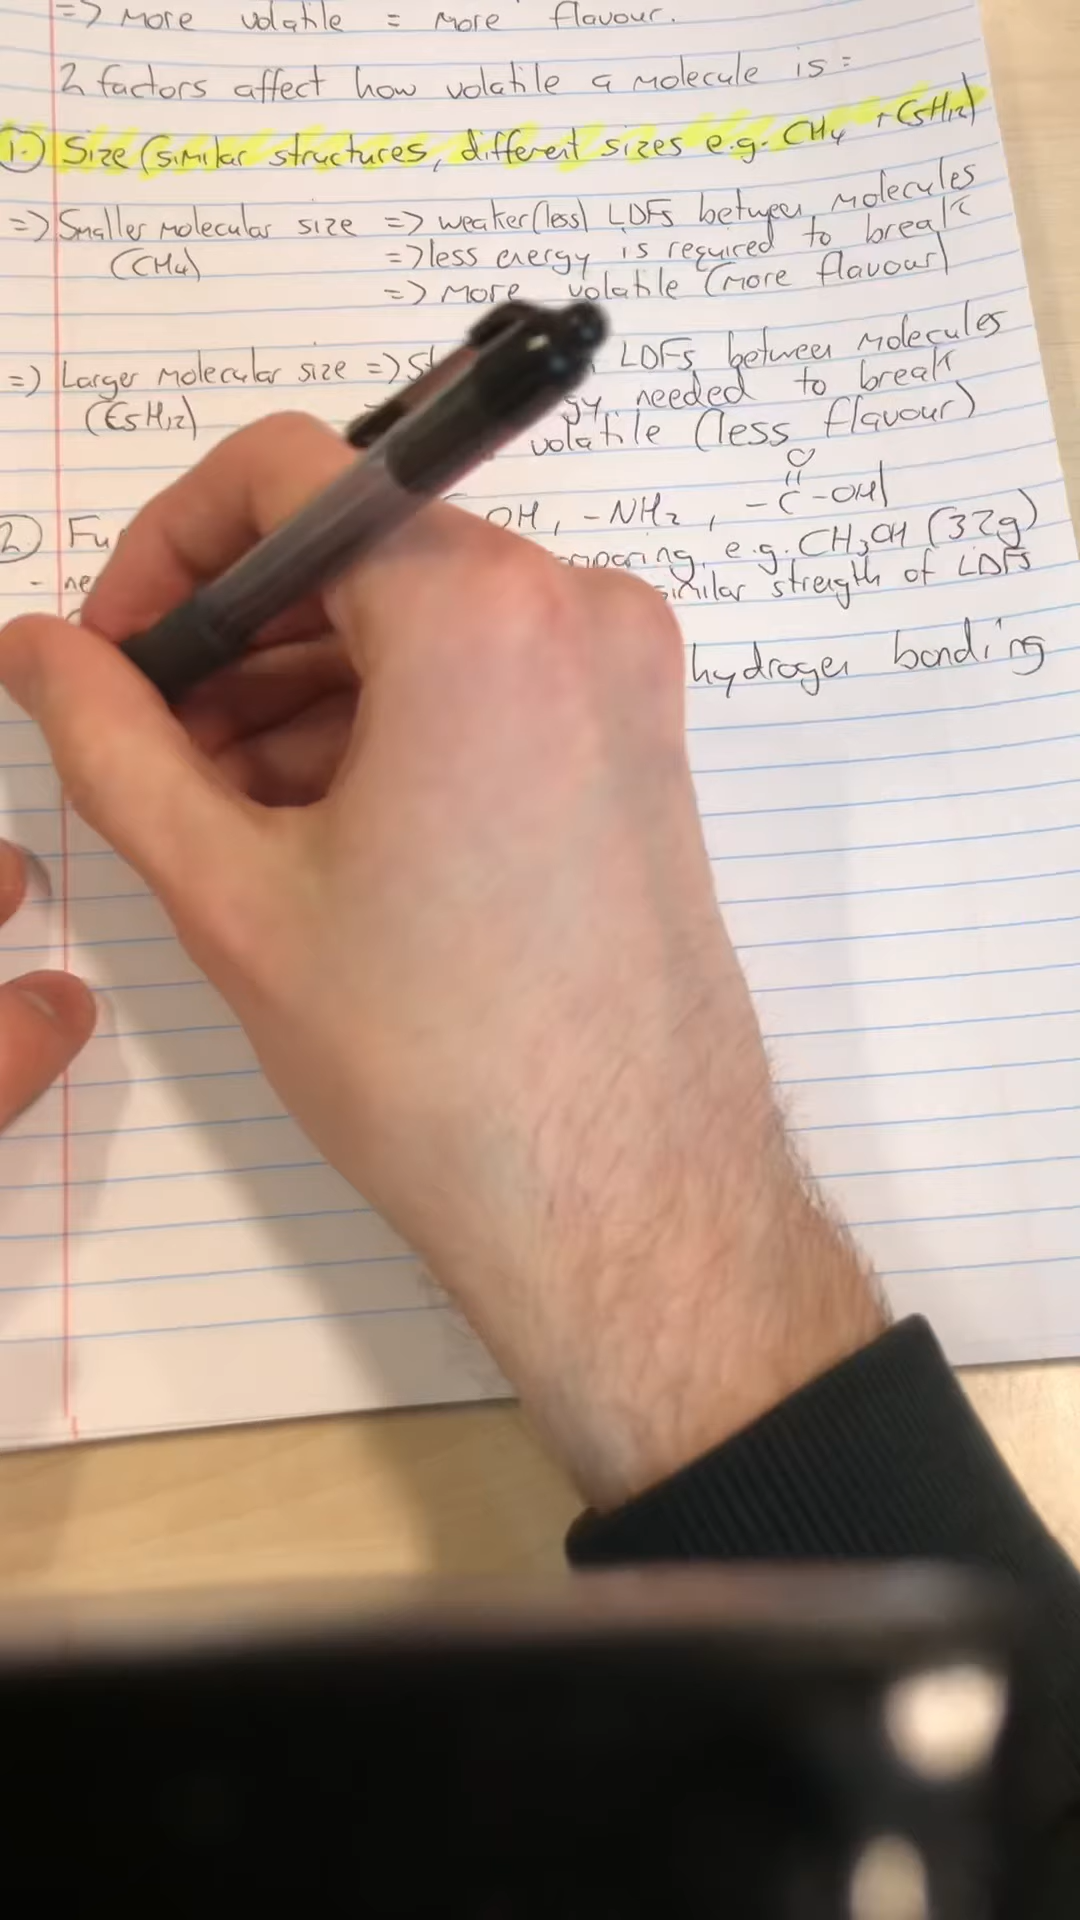 => More volatile = more flavour.
2 factors affect how volatile a molecule is:
1.) Size (similar structures, different sizes e.g. CH4 + C5H12)
=> Smaller molecular size => weaker (less) LDFs between molecules
(CH4) => less energy is required to break
=> more volatile (more flavour)
=> Larger molecular size => LDFs between molecules
(C5H12) needed to break
volatile (less flavour)
O
OH, -NH2, -C-OH
e.g. CH3OH (32g)
similar strength of LDFs
hydrogen bonding